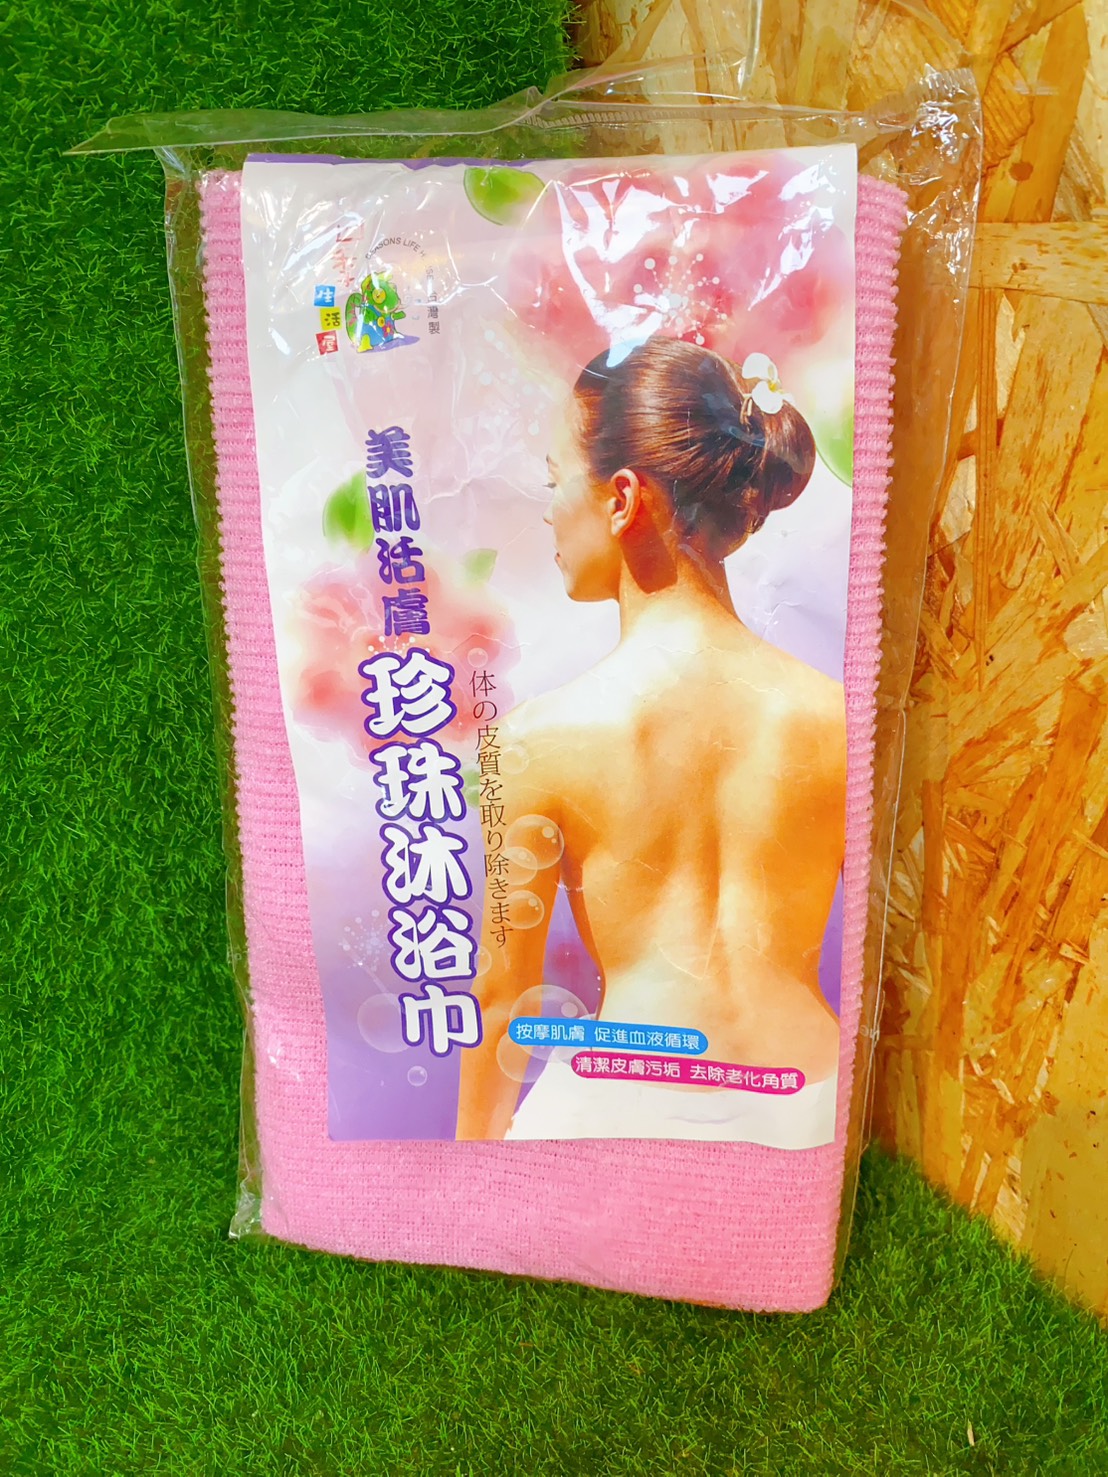 生活屋
SEASONS LIFE
台灣製
美肌活膚
珍珠沐浴巾
体の皮質を取り除きます
按摩肌膚 促進血液循環
清潔皮膚污垢 去除老化角質